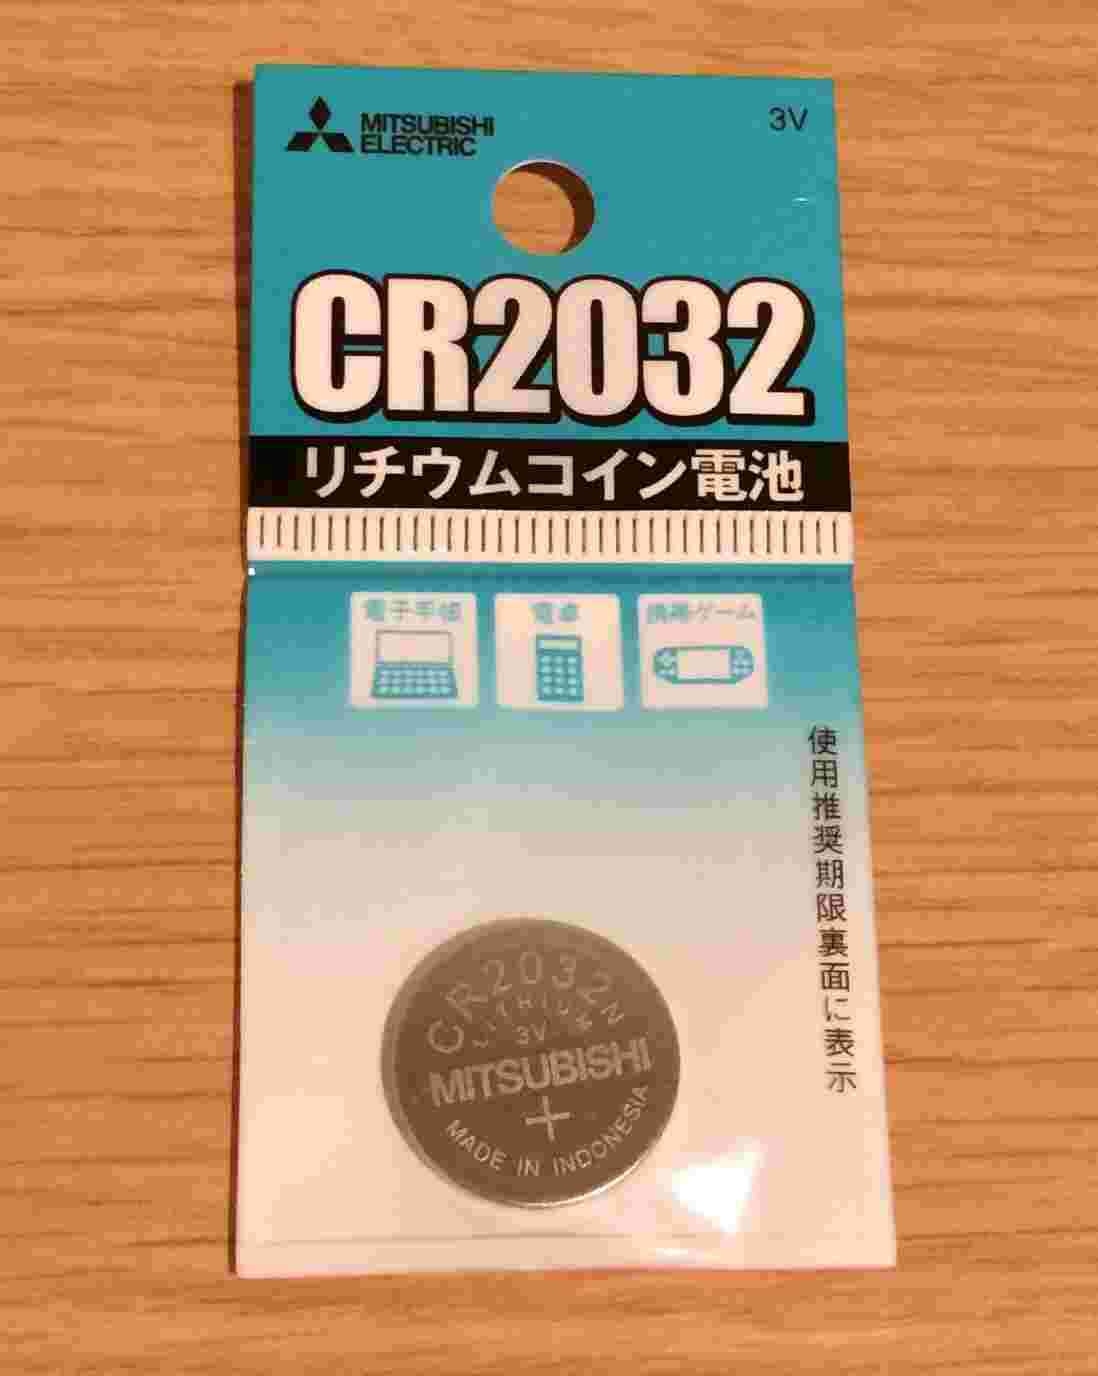 MITSUBISHI
ELECTRIC
3V
CR2032
リチウムコイン電池
電子手帳
電卓
携帯ゲーム
使用推奨期限裏面に表示
CR2032N
LITHIUM
3V
MITSUBISHI
+
MADE IN INDONESIA